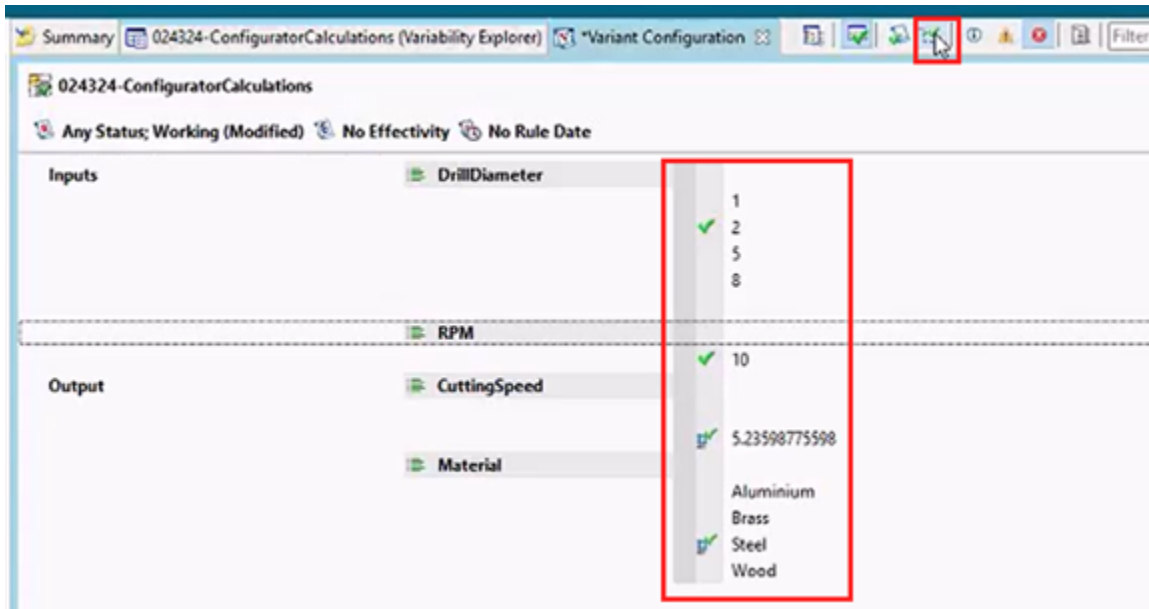 Summary 024324-ConfiguratorCalculations (Variability Explorer) *Variant Configuration Filter
024324-ConfiguratorCalculations
Any Status; Working (Modified) No Effectivity No Rule Date
Inputs DrillDiameter
1
2
5
8
RPM
10
Output CuttingSpeed
5.23598775598
Material
Aluminium
Brass
Steel
Wood